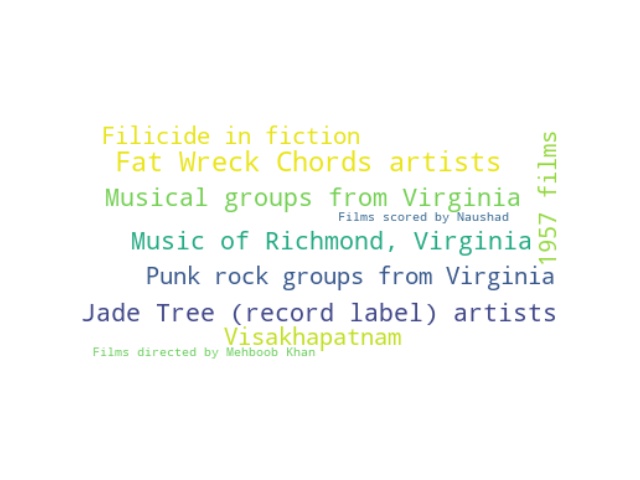 Filicide in fiction
Fat Wreck Chords artists
Musical groups from Virginia
Films scored by Naushad
Music of Richmond, Virginia
1957 films
Punk rock groups from Virginia
Jade Tree (record label) artists
Visakhapatnam
Films directed by Mehboob Khan